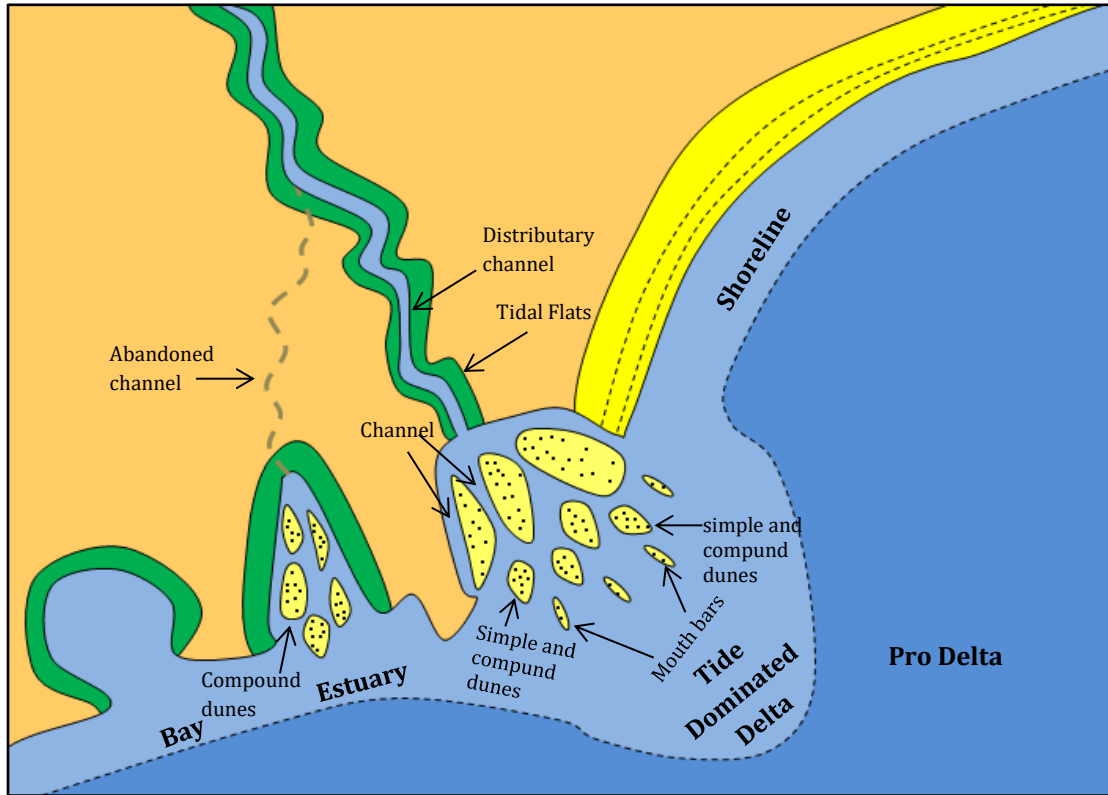 Distributary
channel
Tidal Flats
Shoreline
Abandoned
channel
Channel
simple and
compund
dunes
Simple and
compund
dunes
Mouth bars
Compound
dunes
Estuary
Bay
Tide
Dominated
Delta
Pro Delta